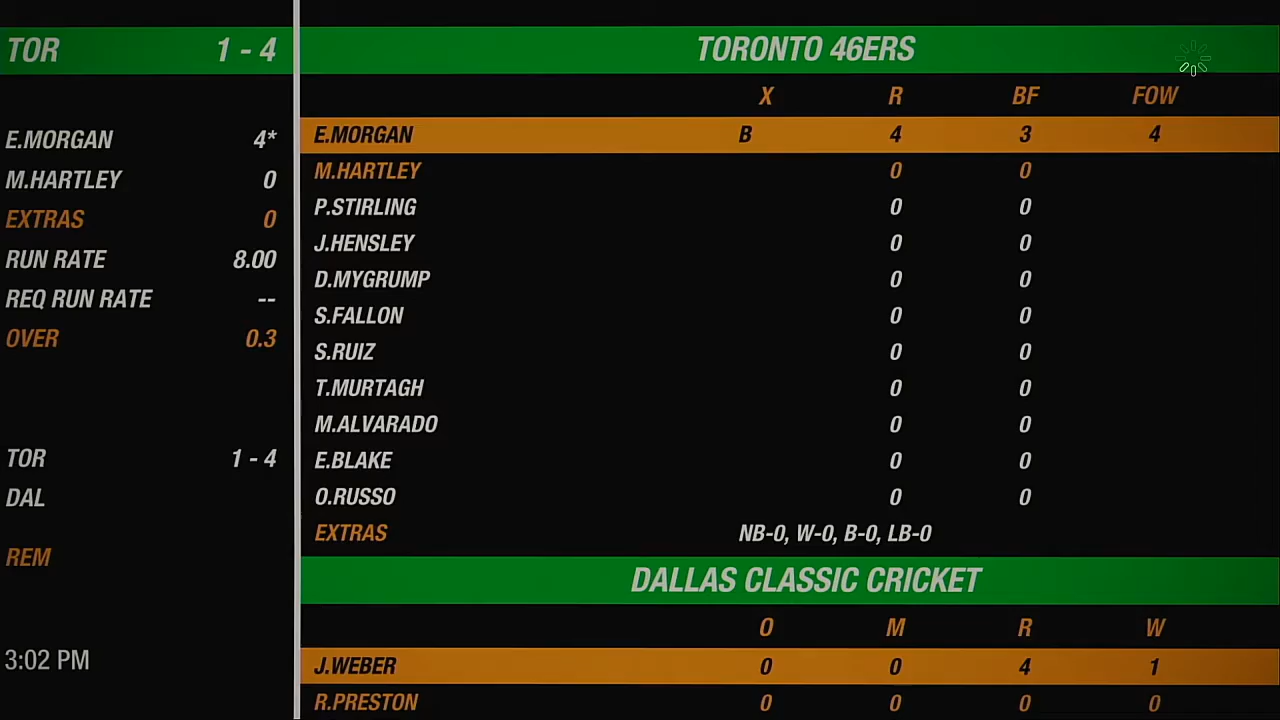 TOR 1 - 4
E.MORGAN 4*
M.HARTLEY 0
EXTRAS 0
RUN RATE 8.00
REQ RUN RATE --
OVER 0.3
TOR 1 - 4
DAL
REM
3:02 PM
TORONTO 46ERS
X R BF FOW
E.MORGAN B 4 3 4
M.HARTLEY 0 0
P.STIRLING 0 0
J.HENSLEY 0 0
D.MYGRUMP 0 0
S.FALLON 0 0
S.RUIZ 0 0
T.MURTAGH 0 0
M.ALVARADO 0 0
E.BLAKE 0 0
O.RUSSO 0 0
EXTRAS NB-0, W-0, B-0, LB-0
DALLAS CLASSIC CRICKET
O M R W
J.WEBER 0 0 4 1
R.PRESTON 0 0 0 0